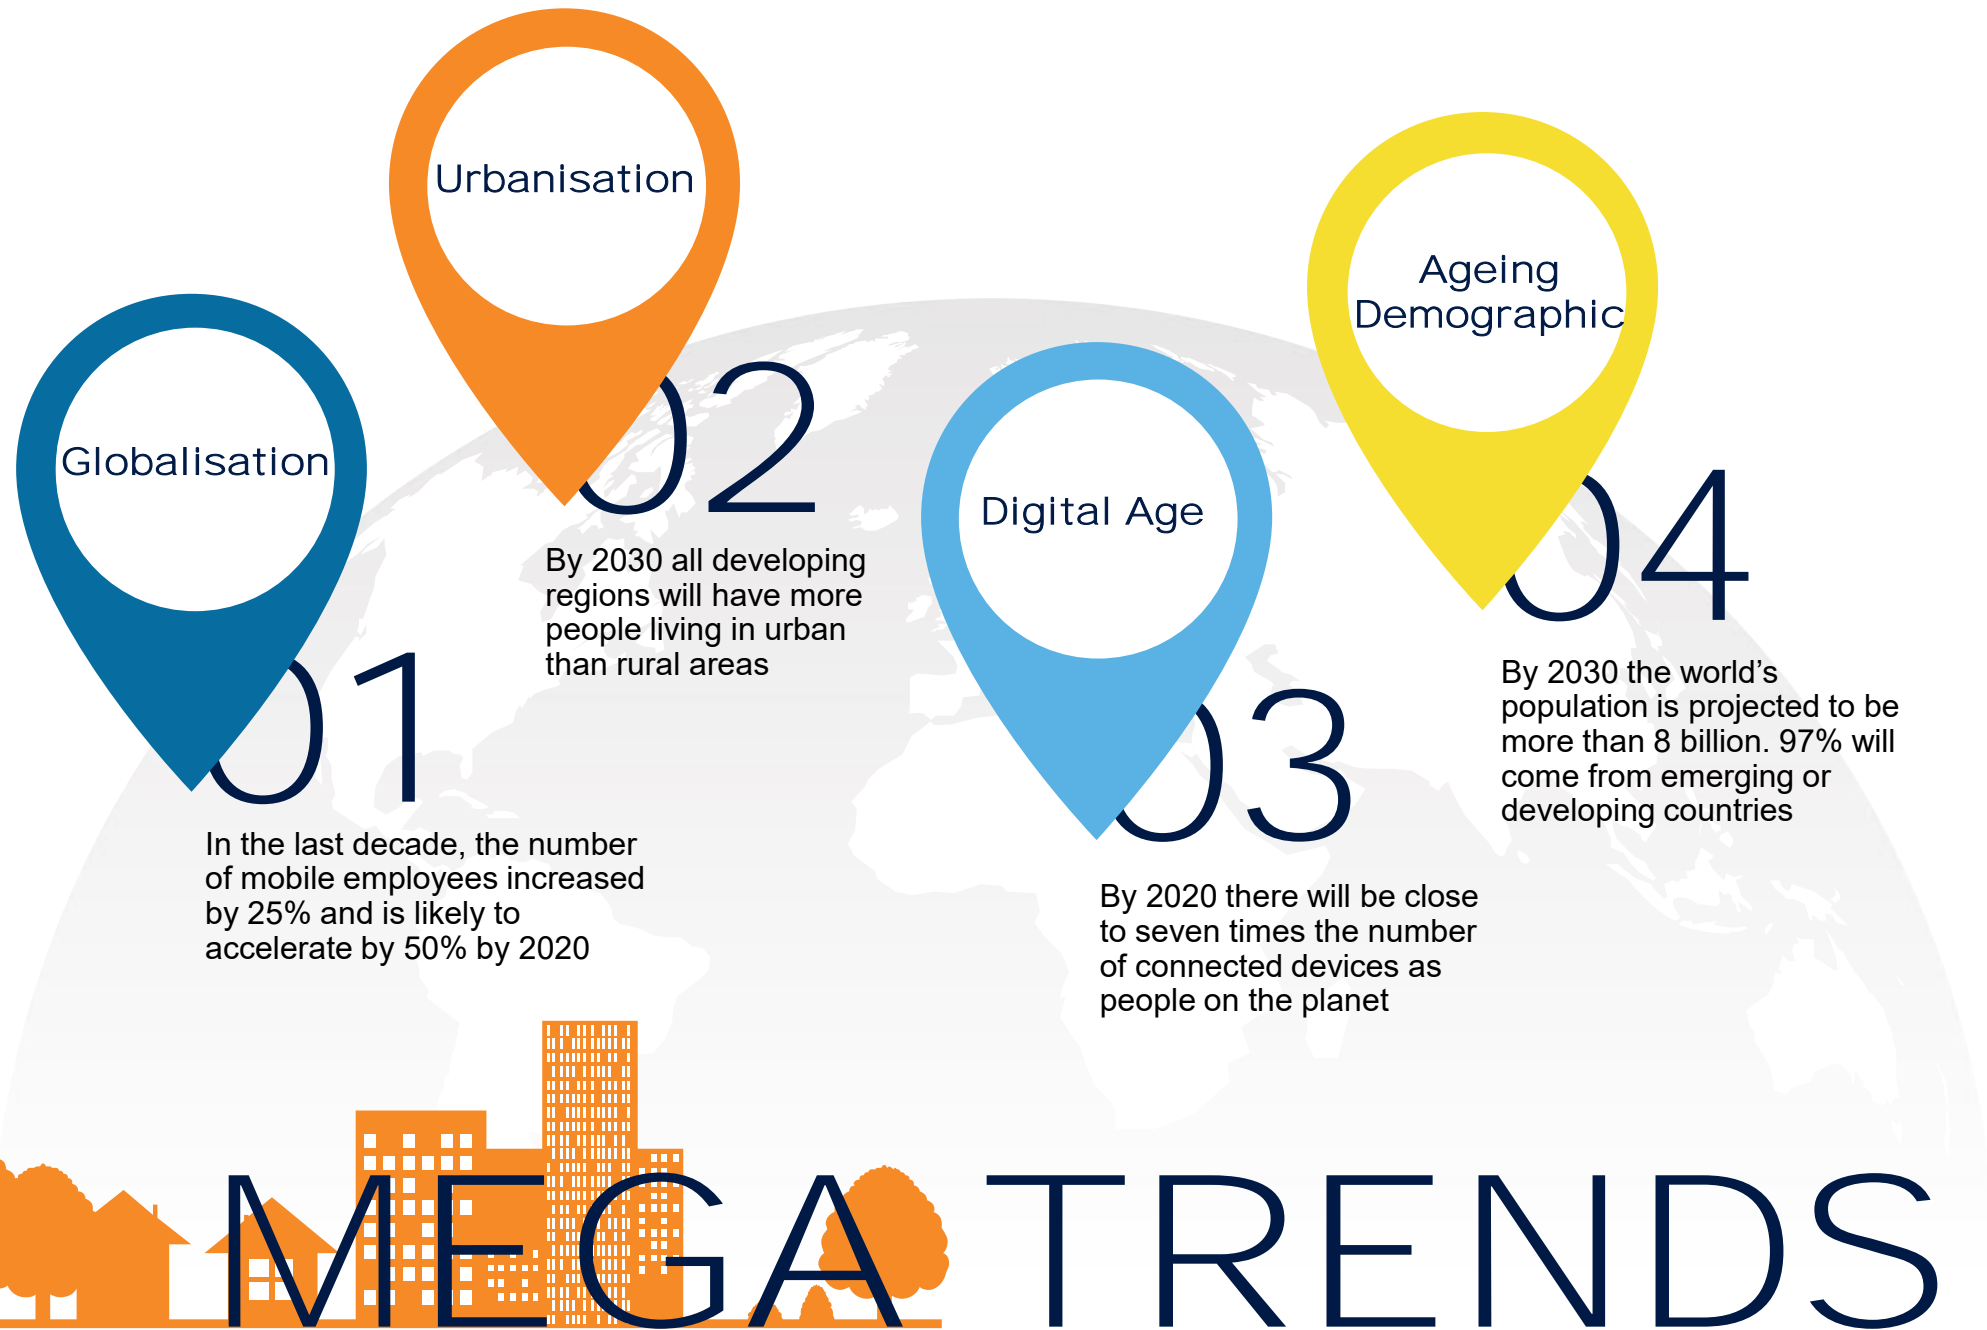 Globalisation
01
In the last decade, the number
of mobile employees increased
by 25% and is likely to
accelerate by 50% by 2020
Urbanisation
02
By 2030 all developing
regions will have more
people living in urban
than rural areas
Digital Age
03
By 2020 there will be close
to seven times the number
of connected devices as
people on the planet
Ageing
Demographic
04
By 2030 the world’s
population is projected to be
more than 8 billion. 97% will
come from emerging or
developing countries
MEGA TRENDS